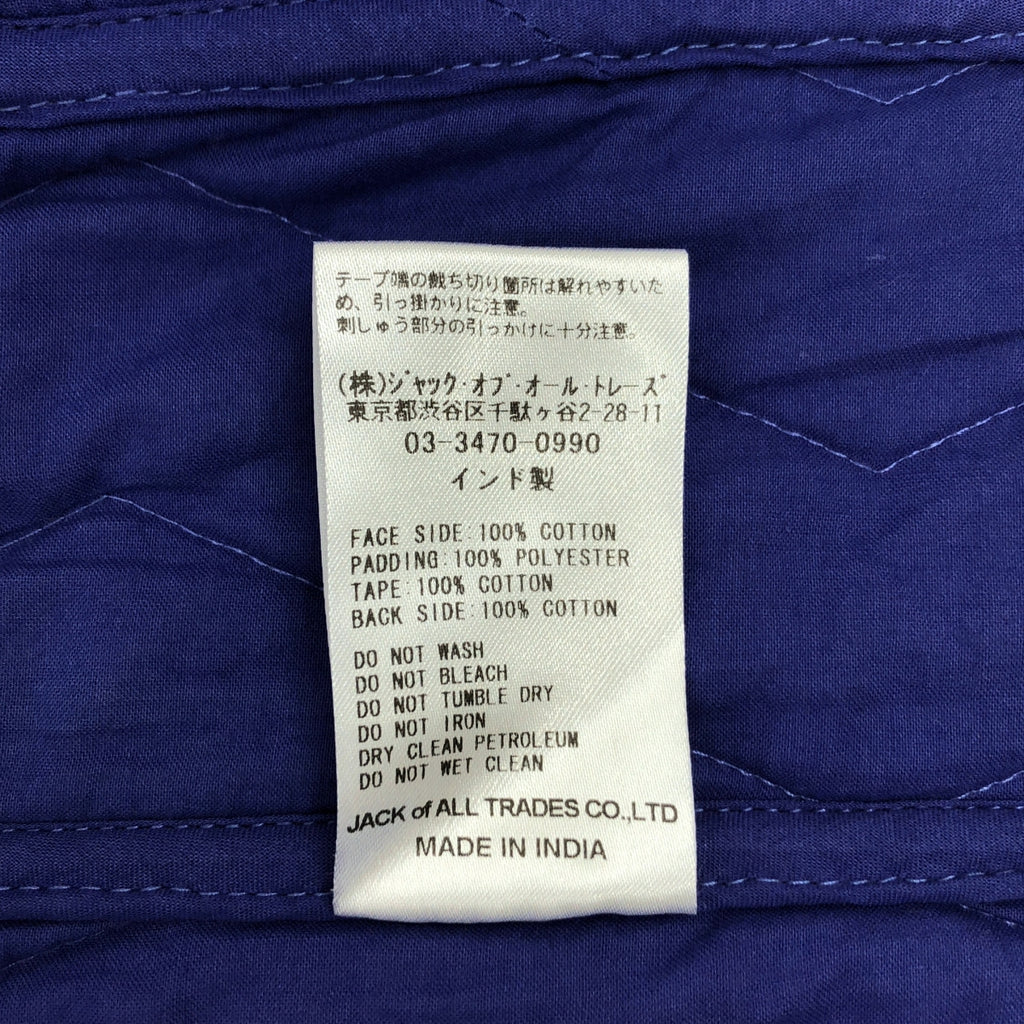 テープ端の裁ち切り箇所は解れやすいた
め、引っ掛かりに注意。
刺しゅう部分の引っかけに十分注意。
(株)ジャック・オブ・オール・トレーズ
東京都渋谷区千駄ヶ谷2-28-11
03-3470-0990
インド製
FACE SIDE:100% COTTON
PADDING:100% POLYESTER
TAPE:100% COTTON
BACK SIDE:100% COTTON
DO NOT WASH
DO NOT BLEACH
DO NOT TUMBLE DRY
DO NOT IRON
DRY CLEAN PETROLEUM
DO NOT WET CLEAN
JACK of ALL TRADES CO.,LTD
MADE IN INDIA